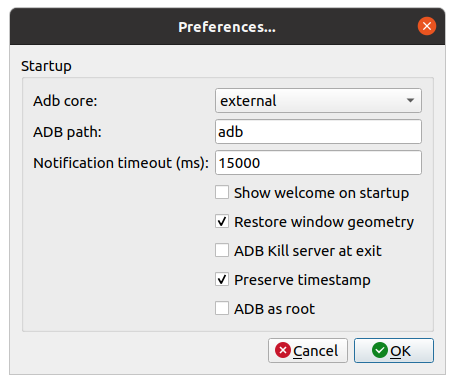 Preferences...
Startup
Adb core: external
ADB path: adb
Notification timeout (ms): 15000
Show welcome on startup
Restore window geometry
ADB Kill server at exit
Preserve timestamp
ADB as root
Cancel OK